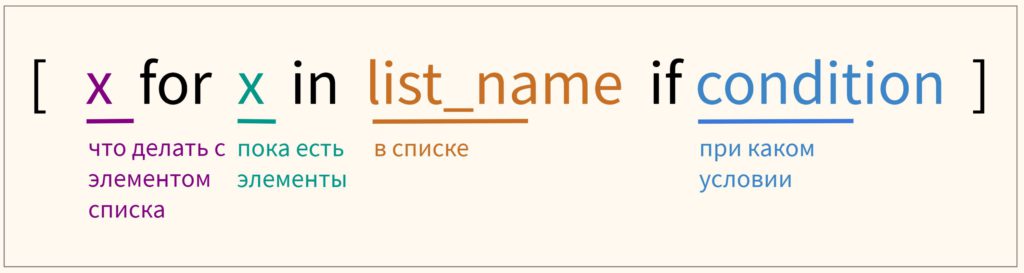 [ x for x in list_name if condition ]
что делать с элементом списка
пока есть элементы
в списке
при каком условии